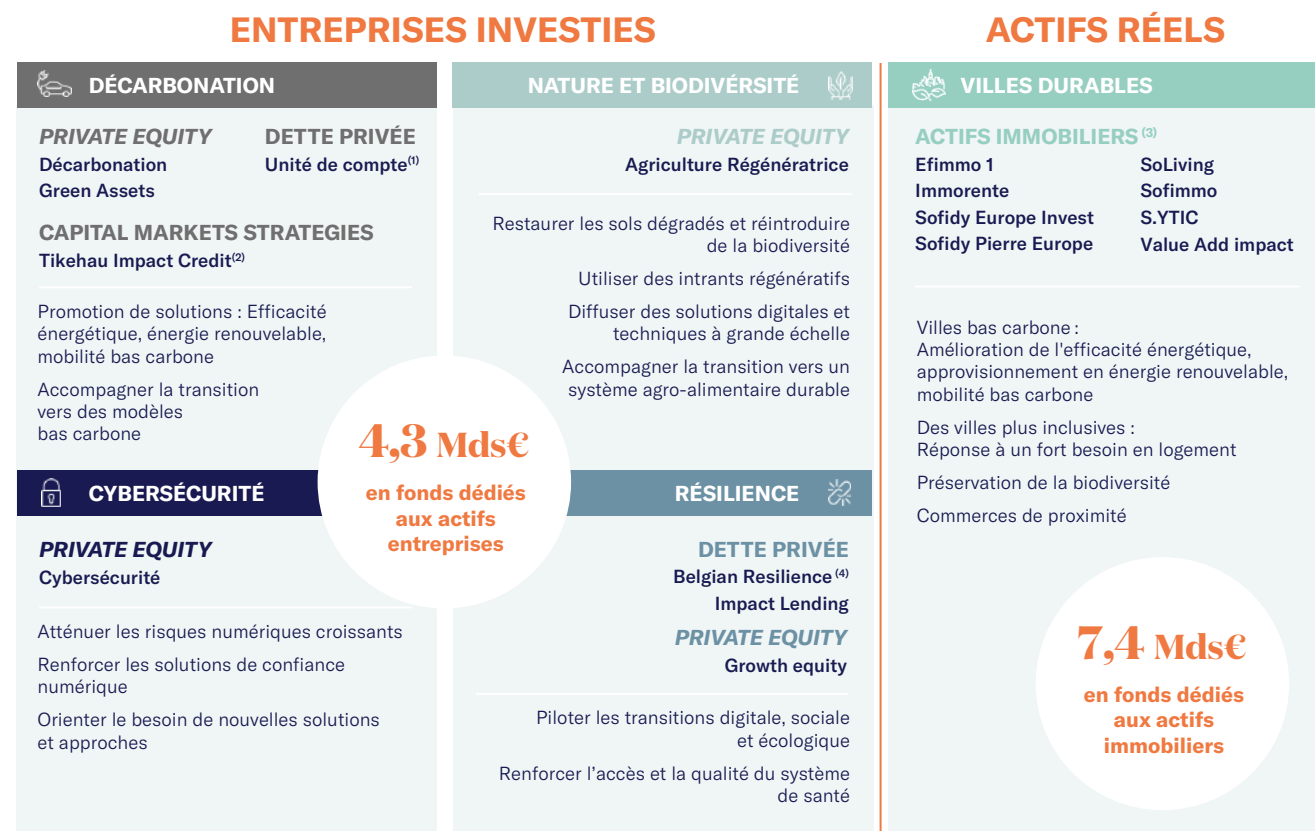 ENTREPRISES INVESTIES
DÉCARBONATION
PRIVATE EQUITY
Décarbonation
Green Assets
DETTE PRIVÉE
Unité de compte(1)
CAPITAL MARKETS STRATEGIES
Tikehau Impact Credit(2)
Promotion de solutions : Efficacité
énergétique, énergie renouvelable,
mobilité bas carbone
Accompagner la transition
vers des modèles
bas carbone
NATURE ET BIODIVÉRSITÉ
PRIVATE EQUITY
Agriculture Régénératrice
Restaurer les sols dégradés et réintroduire
de la biodiversité
Utiliser des intrants régénératifs
Diffuser des solutions digitales et
techniques à grande échelle
Accompagner la transition vers un
système agro-alimentaire durable
4,3 Mds€
en fonds dédiés
aux actifs
entreprises
CYBERSÉCURITÉ
PRIVATE EQUITY
Cybersécurité
Atténuer les risques numériques croissants
Renforcer les solutions de confiance
numérique
Orienter le besoin de nouvelles solutions
et approches
RÉSILIENCE
DETTE PRIVÉE
Belgian Resilience (4)
Impact Lending
PRIVATE EQUITY
Growth equity
Piloter les transitions digitale, sociale
et écologique
Renforcer l’accès et la qualité du système
de santé
ACTIFS RÉELS
VILLES DURABLES
ACTIFS IMMOBILIERS (3)
Efimmo 1
Immorente
Sofidy Europe Invest
Sofidy Pierre Europe
SoLiving
Sofimmo
S.YTIC
Value Add impact
Villes bas carbone :
Amélioration de l'efficacité énergétique,
approvisionnement en énergie renouvelable,
mobilité bas carbone
Des villes plus inclusives :
Réponse à un fort besoin en logement
Préservation de la biodiversité
Commerces de proximité
7,4 Mds€
en fonds dédiés
aux actifs
immobiliers